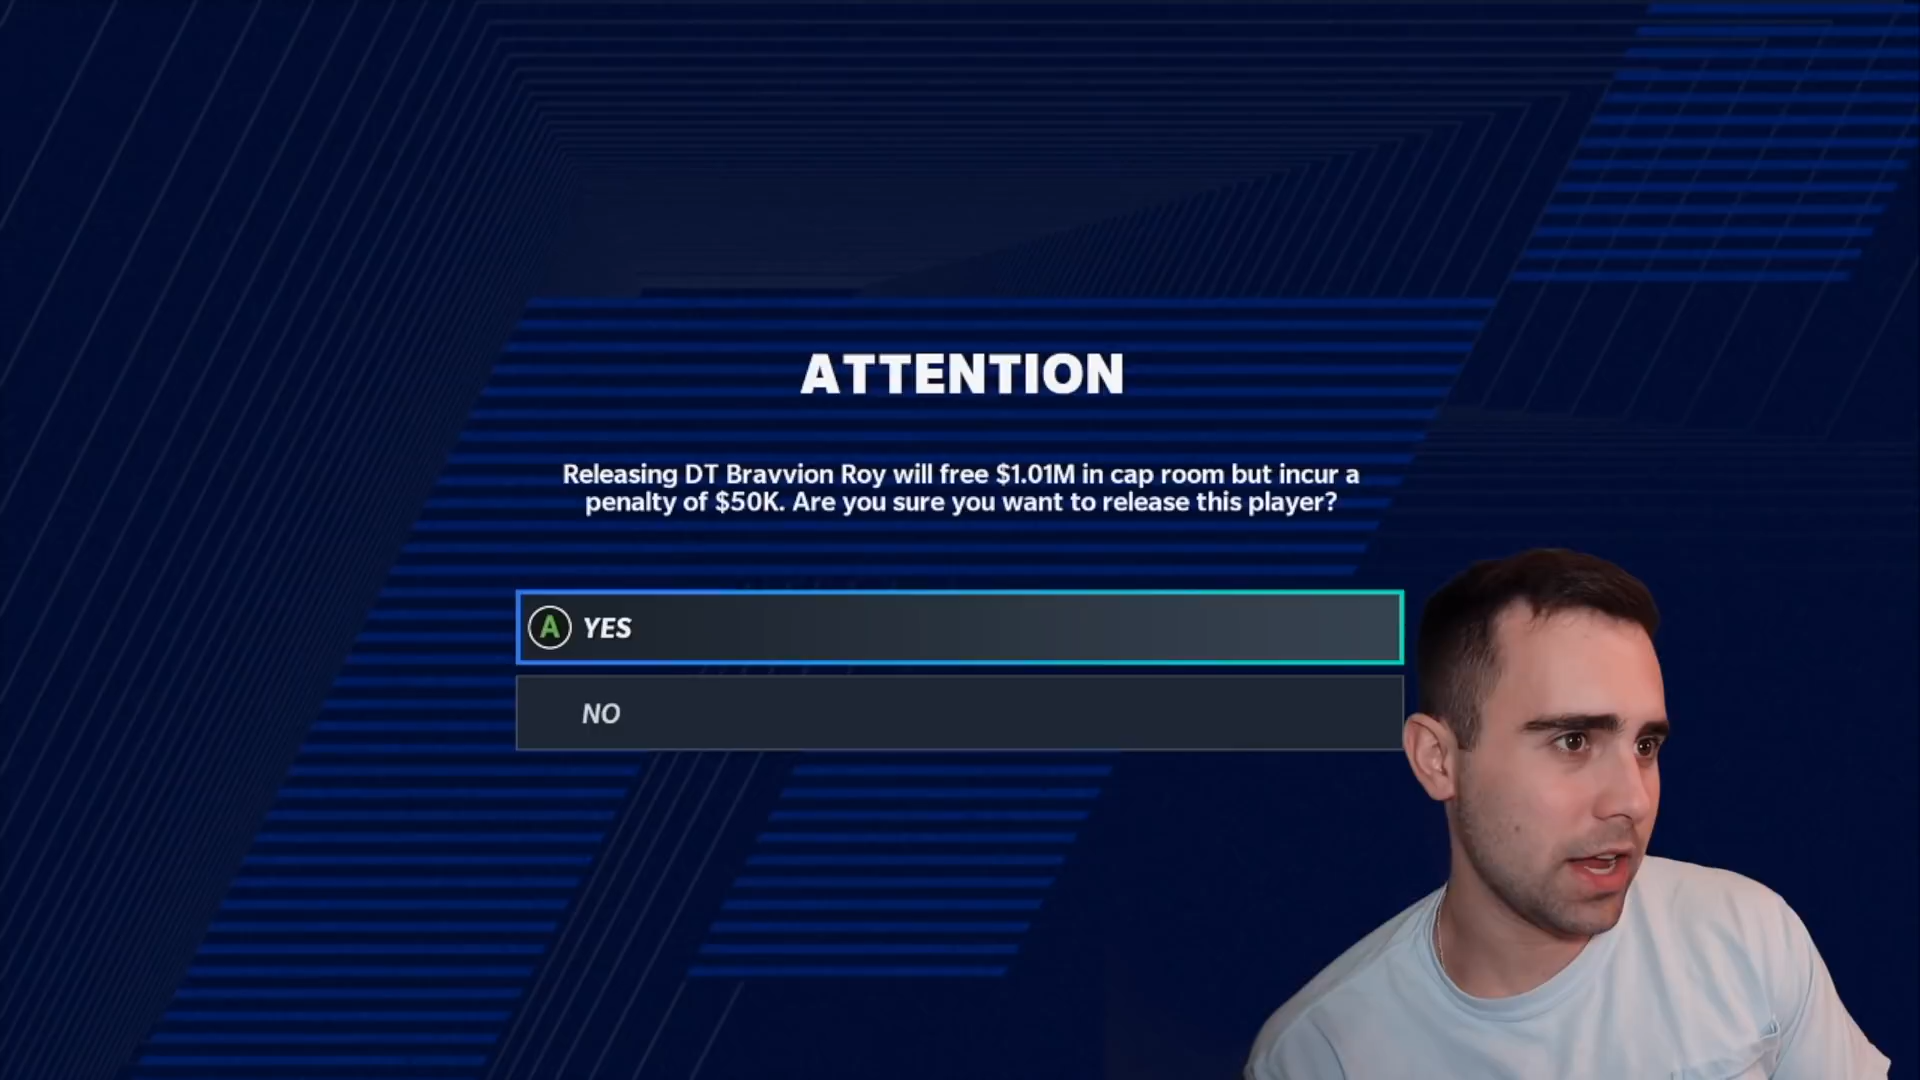 ATTENTION
Releasing DT Bravvion Roy will free $1.01M in cap room but incur a
penalty of $50K. Are you sure you want to release this player?
A YES
NO